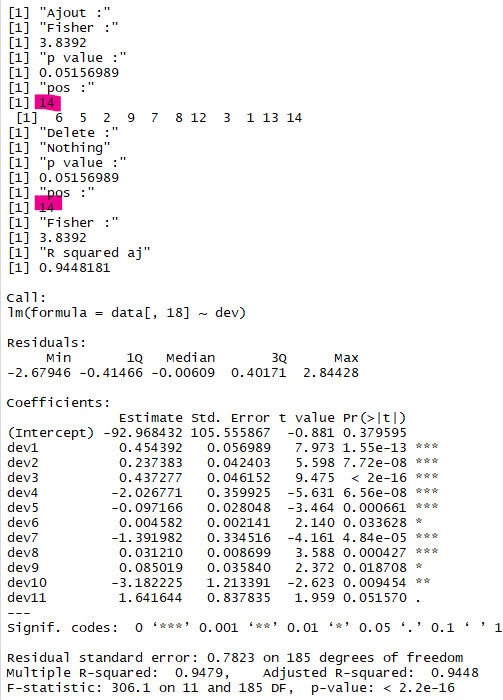 [1] "Ajout :"
[1] "Fisher :"
[1] 3.8392
[1] "p value :"
[1] 0.05156989
[1] "pos :"
[1] 14
 [1]  6  5  2  9  7  8 12  3  1 13 14
[1] "Delete :"
[1] "Nothing"
[1] "p value :"
[1] 0.05156989
[1] "pos :"
[1] 14
[1] "Fisher :"
[1] 3.8392
[1] "R squared aj"
[1] 0.9448181

Call:
lm(formula = data[, 18] ~ dev)

Residuals:
     Min       1Q   Median       3Q      Max
-2.67946 -0.41466 -0.00609  0.40171  2.84428

Coefficients:
              Estimate Std. Error t value Pr(>|t|)
(Intercept) -92.968432 105.555867  -0.881 0.379595
dev1          0.454392   0.056989   7.973 1.55e-13 ***
dev2          0.237383   0.042403   5.598 7.72e-08 ***
dev3          0.437277   0.046152   9.475  < 2e-16 ***
dev4         -2.026771   0.359925  -5.631 6.56e-08 ***
dev5         -0.097166   0.028048  -3.464 0.000661 ***
dev6          0.004582   0.002141   2.140 0.033628 *
dev7         -1.391982   0.334516  -4.161 4.84e-05 ***
dev8          0.031210   0.008699   3.588 0.000427 ***
dev9          0.085019   0.035840   2.372 0.018708 *
dev10        -3.182225   1.213391  -2.623 0.009454 **
dev11         1.641644   0.837835   1.959 0.051570 .
---
Signif. codes:  0 ‘***’ 0.001 ‘**’ 0.01 ‘*’ 0.05 ‘.’ 0.1 ‘ ’ 1

Residual standard error: 0.7823 on 185 degrees of freedom
Multiple R-squared:  0.9479,    Adjusted R-squared:  0.9448
F-statistic: 306.1 on 11 and 185 DF,  p-value: < 2.2e-16